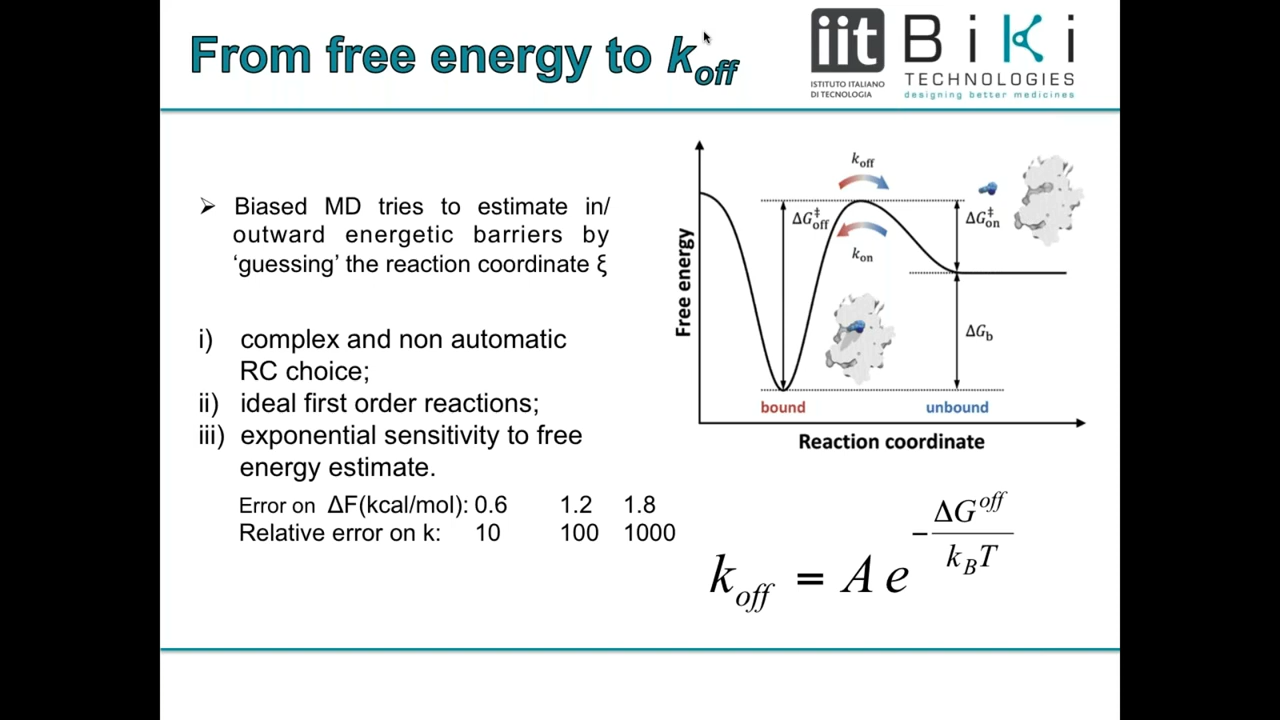 From free energy to koff
iit
ISTITUTO ITALIANO
DI TECNOLOGIA
BiKi
TECHNOLOGIES
designing better medicines
➢ Biased MD tries to estimate in/
outward energetic barriers by
‘guessing’ the reaction coordinate ξ
i) complex and non automatic
RC choice;
ii) ideal first order reactions;
iii) exponential sensitivity to free
energy estimate.
Error on ΔF(kcal/mol): 0.6 1.2 1.8
Relative error on k: 10 100 1000
Free energy
koff
ΔG‡off
ΔG‡on
kon
ΔGb
bound
unbound
Reaction coordinate
koff = A e^(-ΔG^off/kBT)